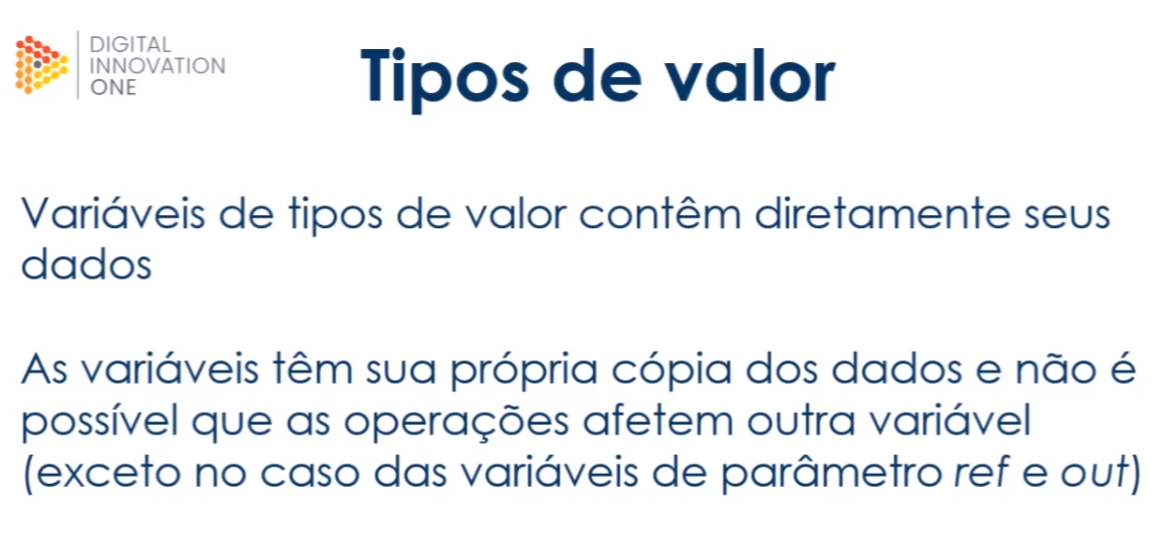 DIGITAL
INNOVATION
ONE
Tipos de valor
Variáveis de tipos de valor contêm diretamente seus
dados
As variáveis têm sua própria cópia dos dados e não é
possível que as operações afetem outra variável
(exceto no caso das variáveis de parâmetro ref e out)